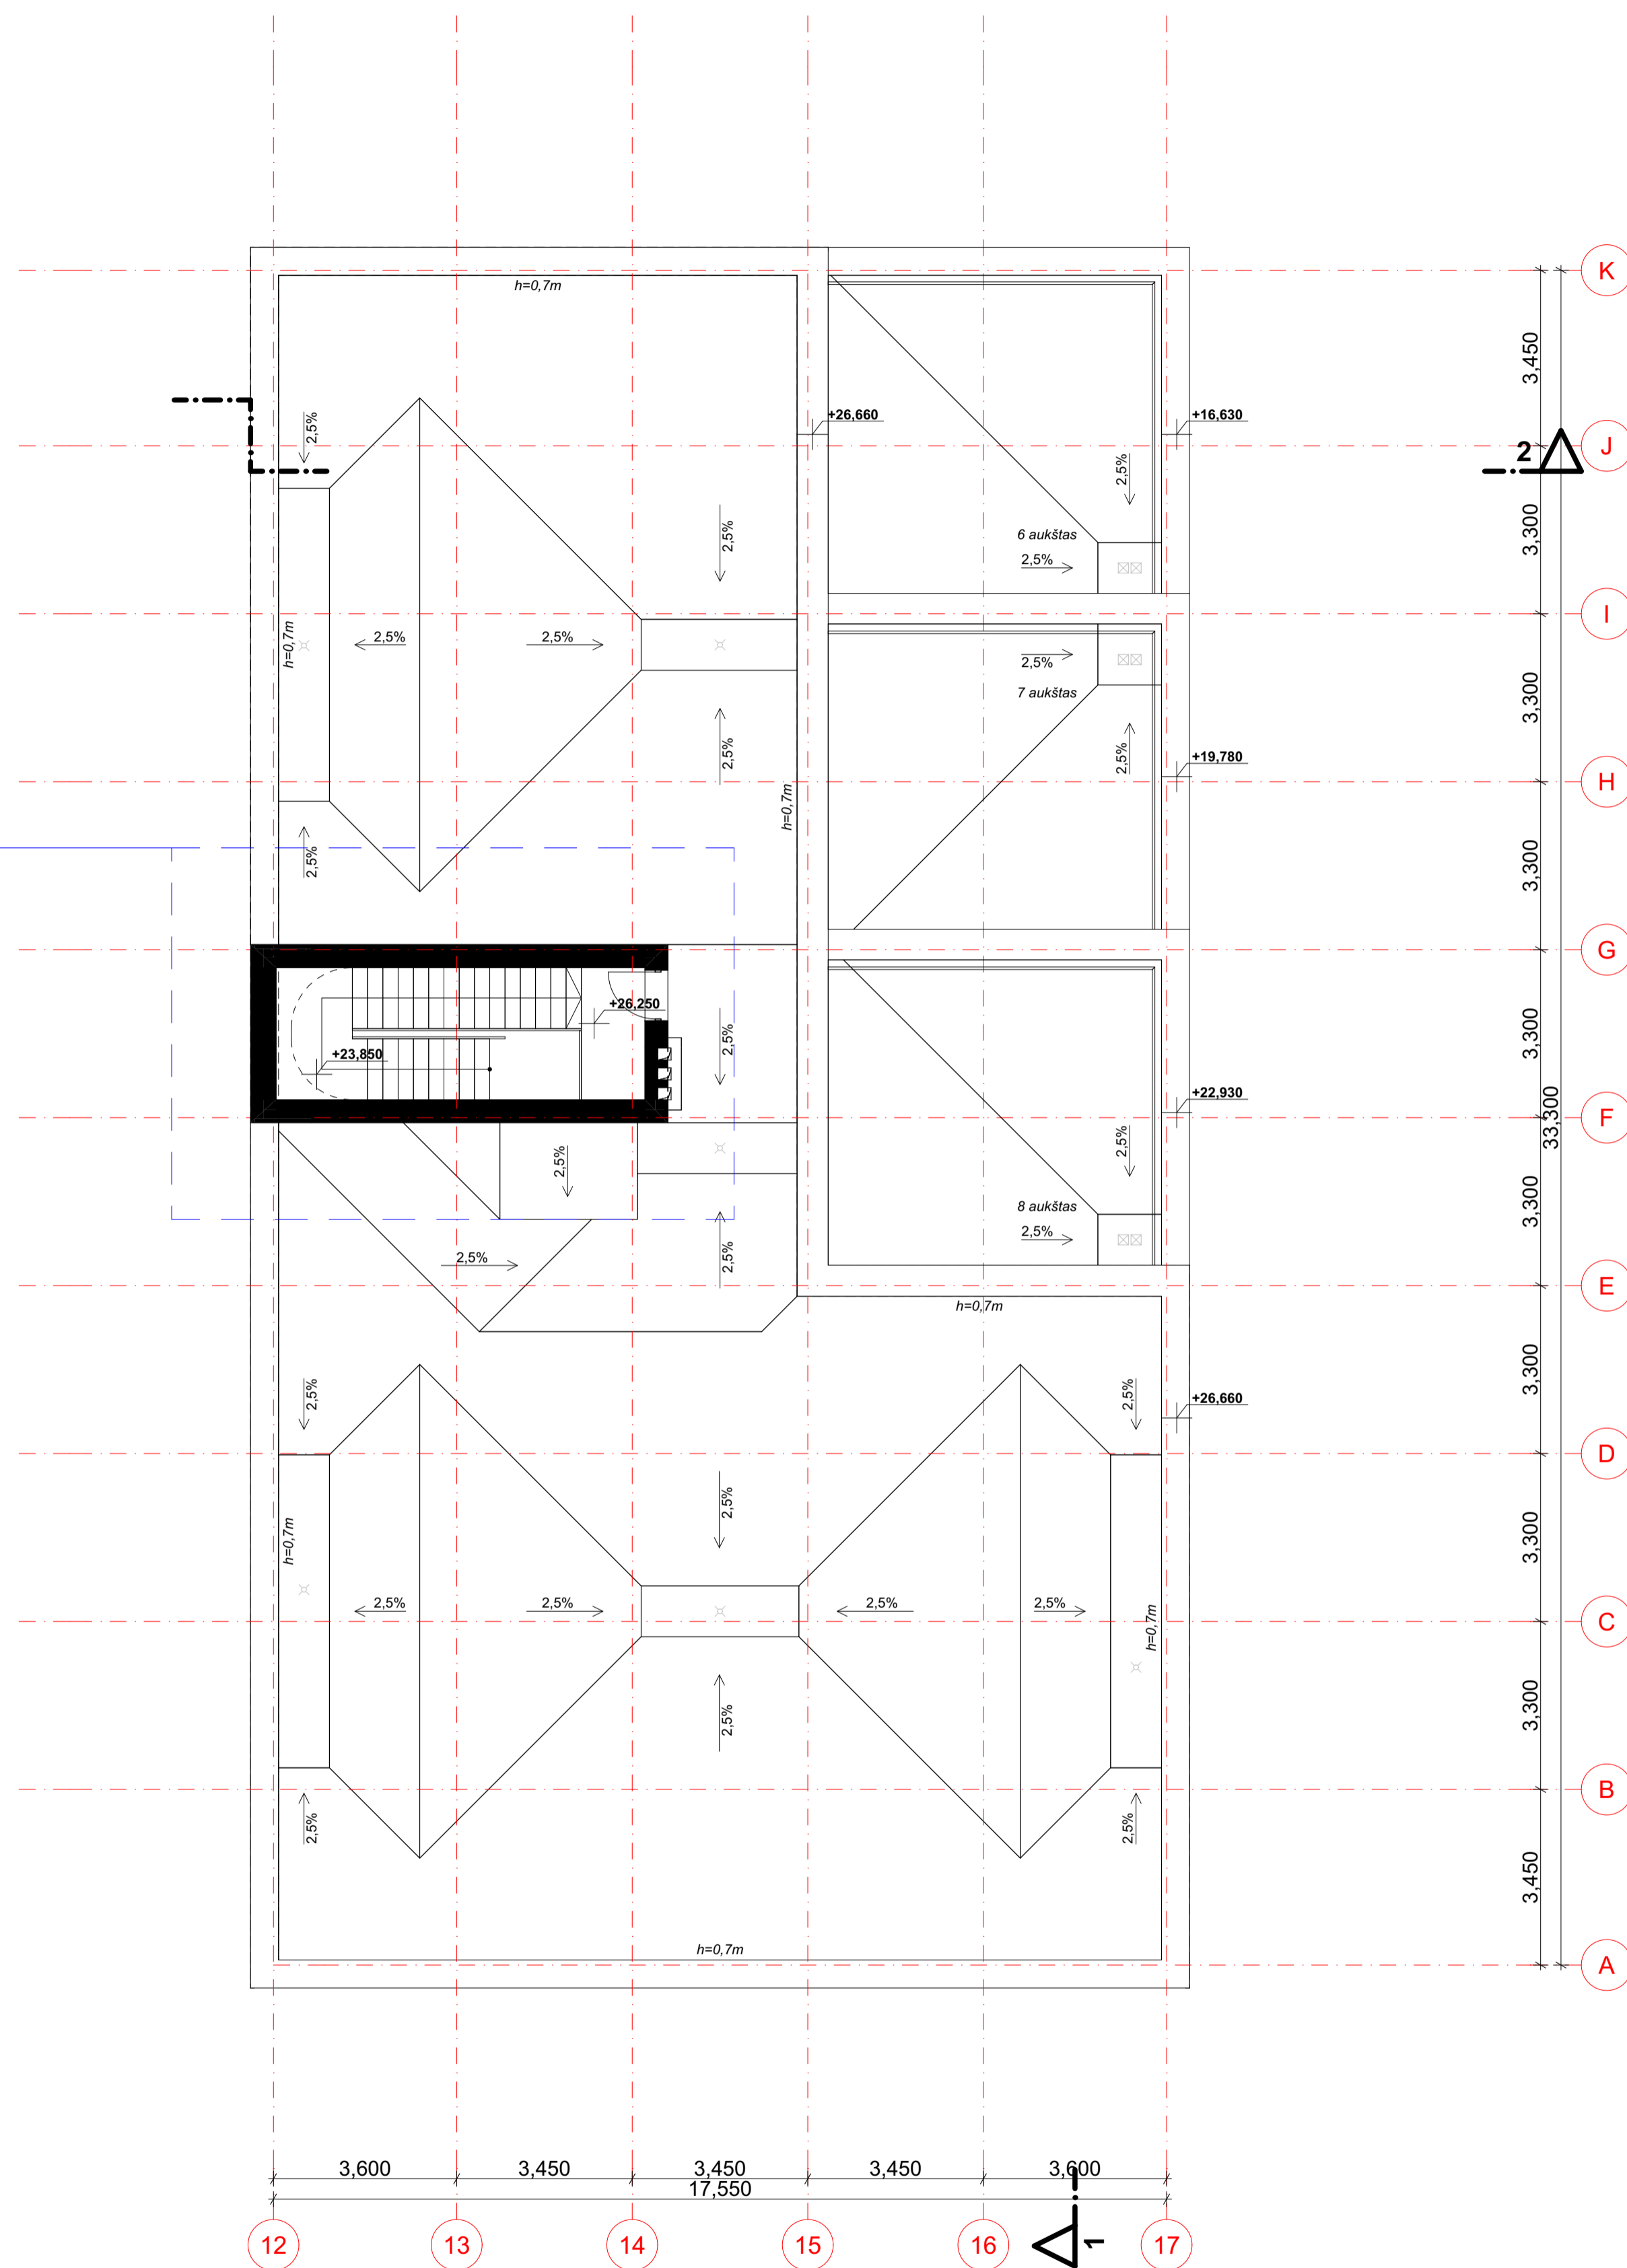 K
h=0,7m
3,450
+26,660
+16,630
2,5%
2
J
2,5%
2,5%
3,300
6 aukštas
2,5%
I
h=0,7m
2,5%
2,5%
2,5%
7 aukštas
3,300
2,5%
2,5%
+19,780
H
h=0,7m
2,5%
3,300
G
+26,250
2,5%
3,300
+23,850
+22,930
F
33,300
2,5%
2,5%
8 aukštas
3,300
2,5%
2,5%
2,5%
E
h=0,7m
3,300
2,5%
2,5%
+26,660
D
2,5%
h=0,7m
3,300
2,5%
2,5%
2,5%
2,5%
C
h=0,7m
2,5%
3,300
B
2,5%
2,5%
3,450
h=0,7m
A
3,600
3,450
3,450
3,450
3,600
17,550
12
13
14
15
16
1
17